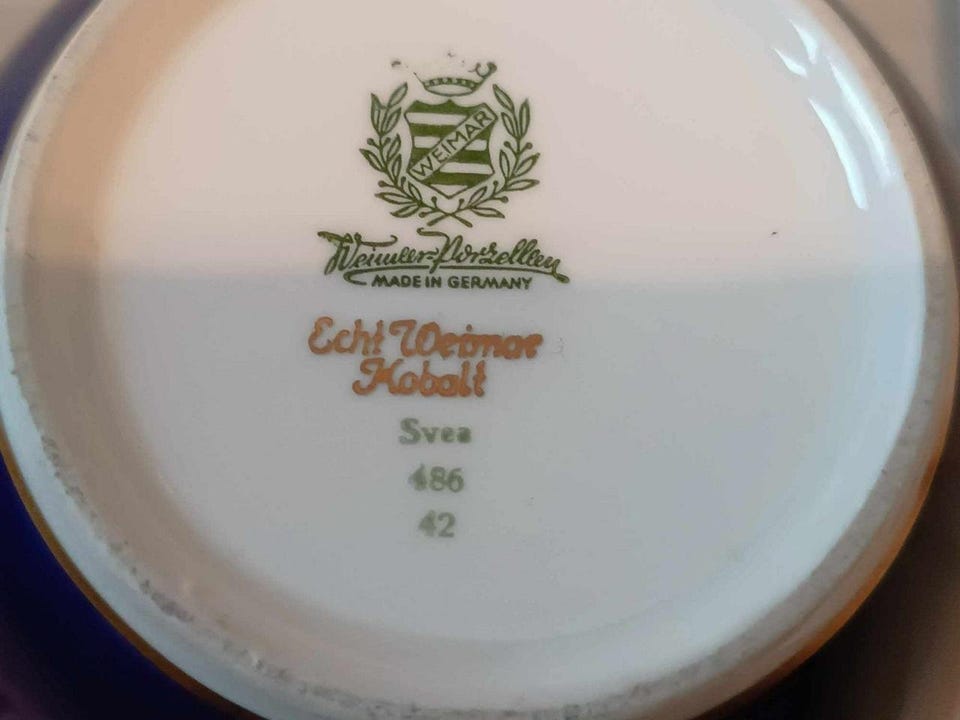 WEIMAR
Weimar-Porzellan
MADE IN GERMANY
Echt Weimar
Kobalt
Svea
486
42